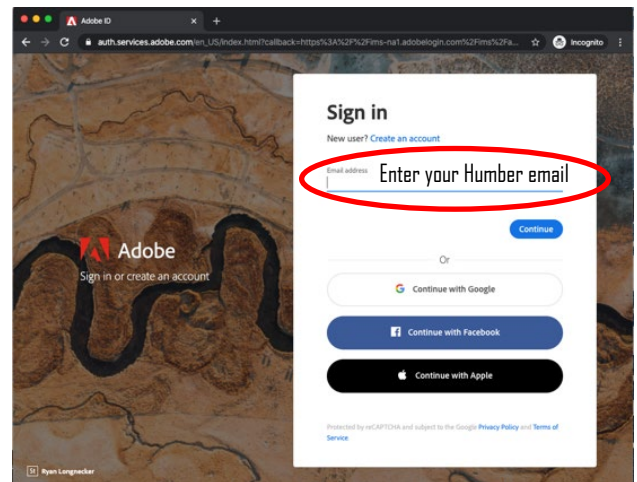 Adobe ID
auth.services.adobe.com/en_US/index.html?callback=https%3A%2F%2Fims-na1.adobelogin.com%2Fims%2Fa...
Incognito
Sign in
New user? Create an account
Email address
Enter your Humber email
Continue
Adobe
Sign in or create an account
Or
Continue with Google
Continue with Facebook
Continue with Apple
Protected by reCAPTCHA and subject to the Google Privacy Policy and Terms of
Service
St Ryan Longnecker